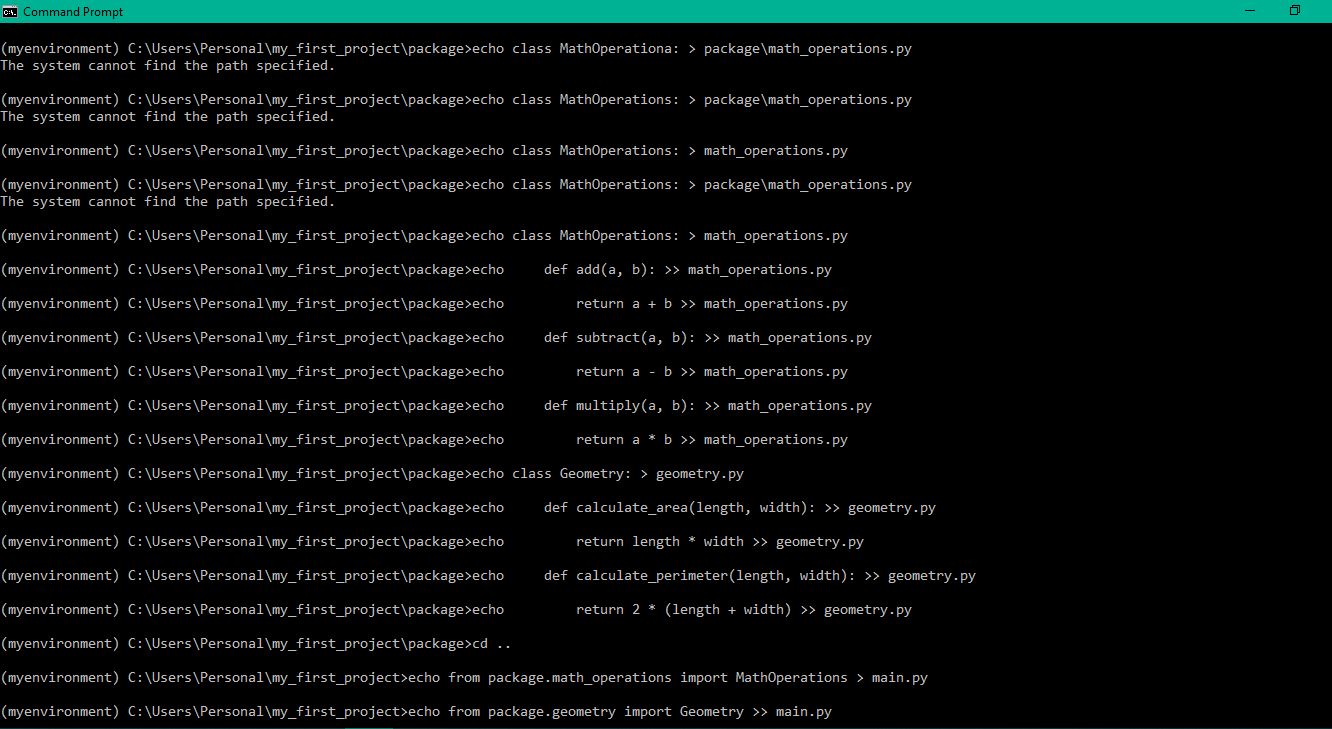 Command Prompt
(myenvironment) C:\Users\Personal\my_first_project\package>echo class MathOperationa: > package\math_operations.py
The system cannot find the path specified.
(myenvironment) C:\Users\Personal\my_first_project\package>echo class MathOperations: > package\math_operations.py
The system cannot find the path specified.
(myenvironment) C:\Users\Personal\my_first_project\package>echo class MathOperations: > math_operations.py
(myenvironment) C:\Users\Personal\my_first_project\package>echo class MathOperations: > package\math_operations.py
The system cannot find the path specified.
(myenvironment) C:\Users\Personal\my_first_project\package>echo class MathOperations: > math_operations.py
(myenvironment) C:\Users\Personal\my_first_project\package>echo     def add(a, b): >> math_operations.py
(myenvironment) C:\Users\Personal\my_first_project\package>echo         return a + b >> math_operations.py
(myenvironment) C:\Users\Personal\my_first_project\package>echo     def subtract(a, b): >> math_operations.py
(myenvironment) C:\Users\Personal\my_first_project\package>echo         return a - b >> math_operations.py
(myenvironment) C:\Users\Personal\my_first_project\package>echo     def multiply(a, b): >> math_operations.py
(myenvironment) C:\Users\Personal\my_first_project\package>echo         return a * b >> math_operations.py
(myenvironment) C:\Users\Personal\my_first_project\package>echo class Geometry: > geometry.py
(myenvironment) C:\Users\Personal\my_first_project\package>echo     def calculate_area(length, width): >> geometry.py
(myenvironment) C:\Users\Personal\my_first_project\package>echo         return length * width >> geometry.py
(myenvironment) C:\Users\Personal\my_first_project\package>echo     def calculate_perimeter(length, width): >> geometry.py
(myenvironment) C:\Users\Personal\my_first_project\package>echo         return 2 * (length + width) >> geometry.py
(myenvironment) C:\Users\Personal\my_first_project\package>cd ..
(myenvironment) C:\Users\Personal\my_first_project>echo from package.math_operations import MathOperations > main.py
(myenvironment) C:\Users\Personal\my_first_project>echo from package.geometry import Geometry >> main.py